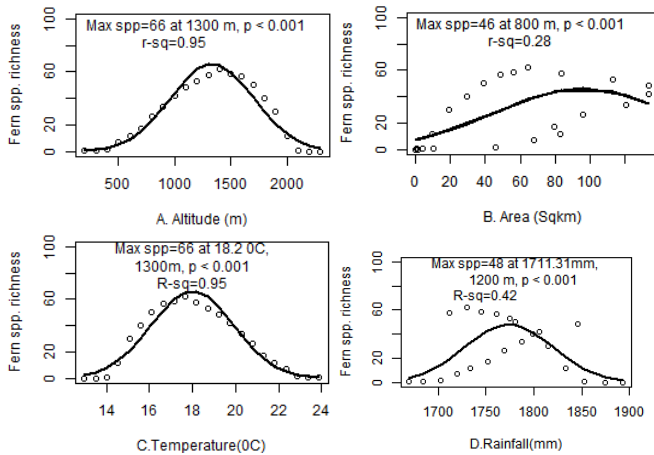 Max spp=66 at 1300 m, p < 0.001
r-sq=0.95
Fern spp. richness
0 20 60 100
500 1000 1500 2000
A. Altitude (m)
Max spp=46 at 800 m, p < 0.001
r-sq=0.28
Fern spp. richness
0 20 60 100
0 20 40 60 80 100
B. Area (Sqkm)
Max spp=66 at 18.2 0C,
1300m, p < 0.001
R-sq=0.95
Fern spp. richness
0 20 60 100
14 16 18 20 22 24
C.Temperature(0C)
Max spp=48 at 1711.31mm,
1200 m, p < 0.001
R-sq=0.42
Fern spp. richness
0 20 60 100
1700 1750 1800 1850 1900
D.Rainfall(mm)